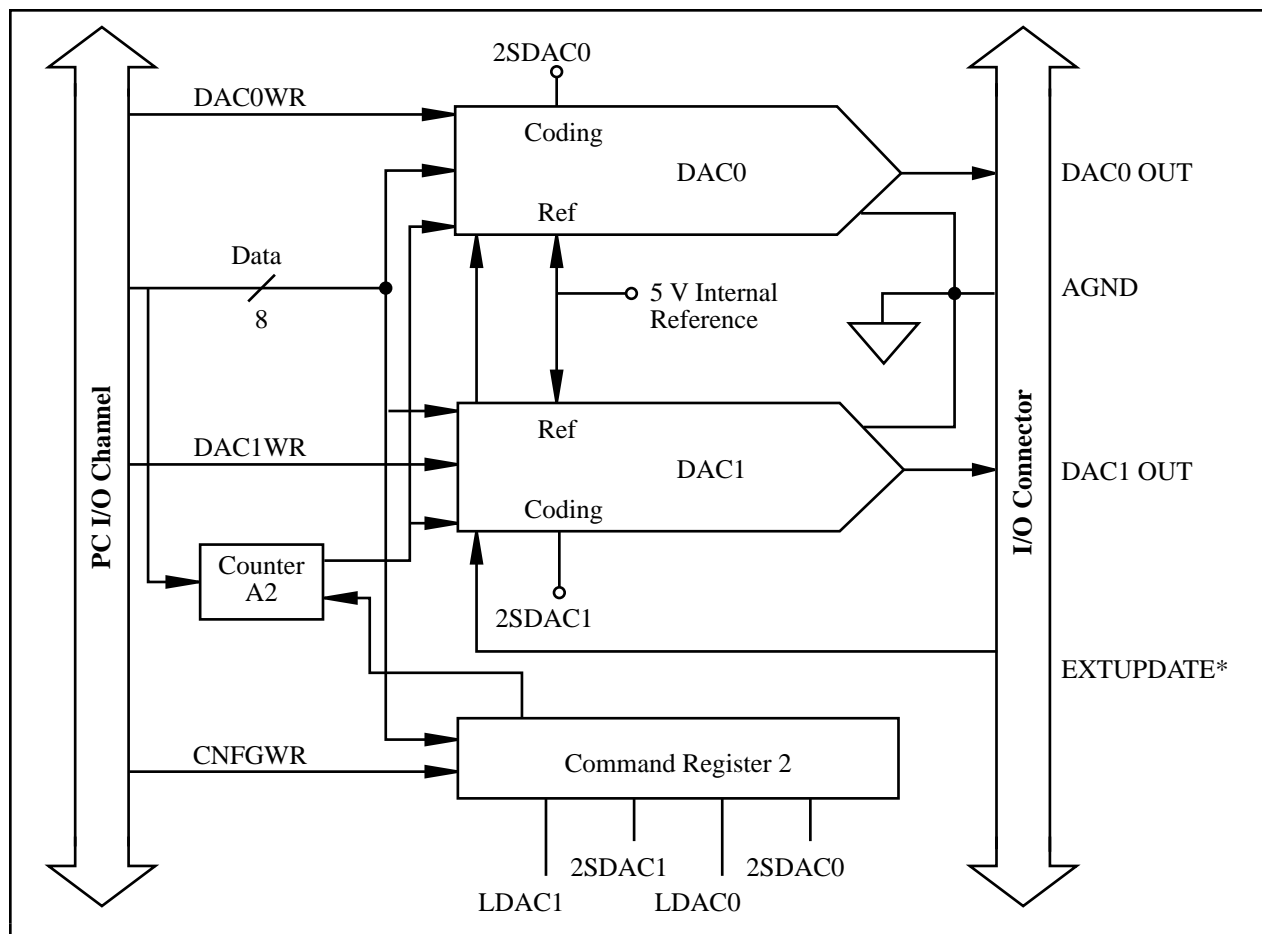 2SDAC0
DAC0WR
Coding
DAC0
DAC0 OUT
Ref
Data
8
5 V Internal
Reference
AGND
PC I/O Channel
I/O Connector
Ref
DAC1WR
DAC1
DAC1 OUT
Coding
Counter
A2
2SDAC1
EXTUPDATE*
CNFGWR
Command Register 2
2SDAC1
2SDAC0
LDAC1
LDAC0